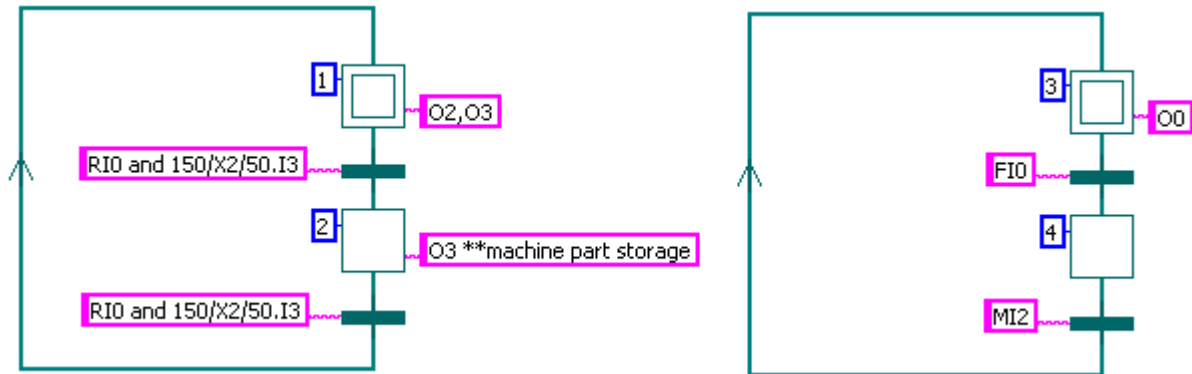 1
O2,O3
RI0 and 150/X2/50.I3
2
O3 **machine part storage
RI0 and 150/X2/50.I3
3
O0
FI0
4
MI2